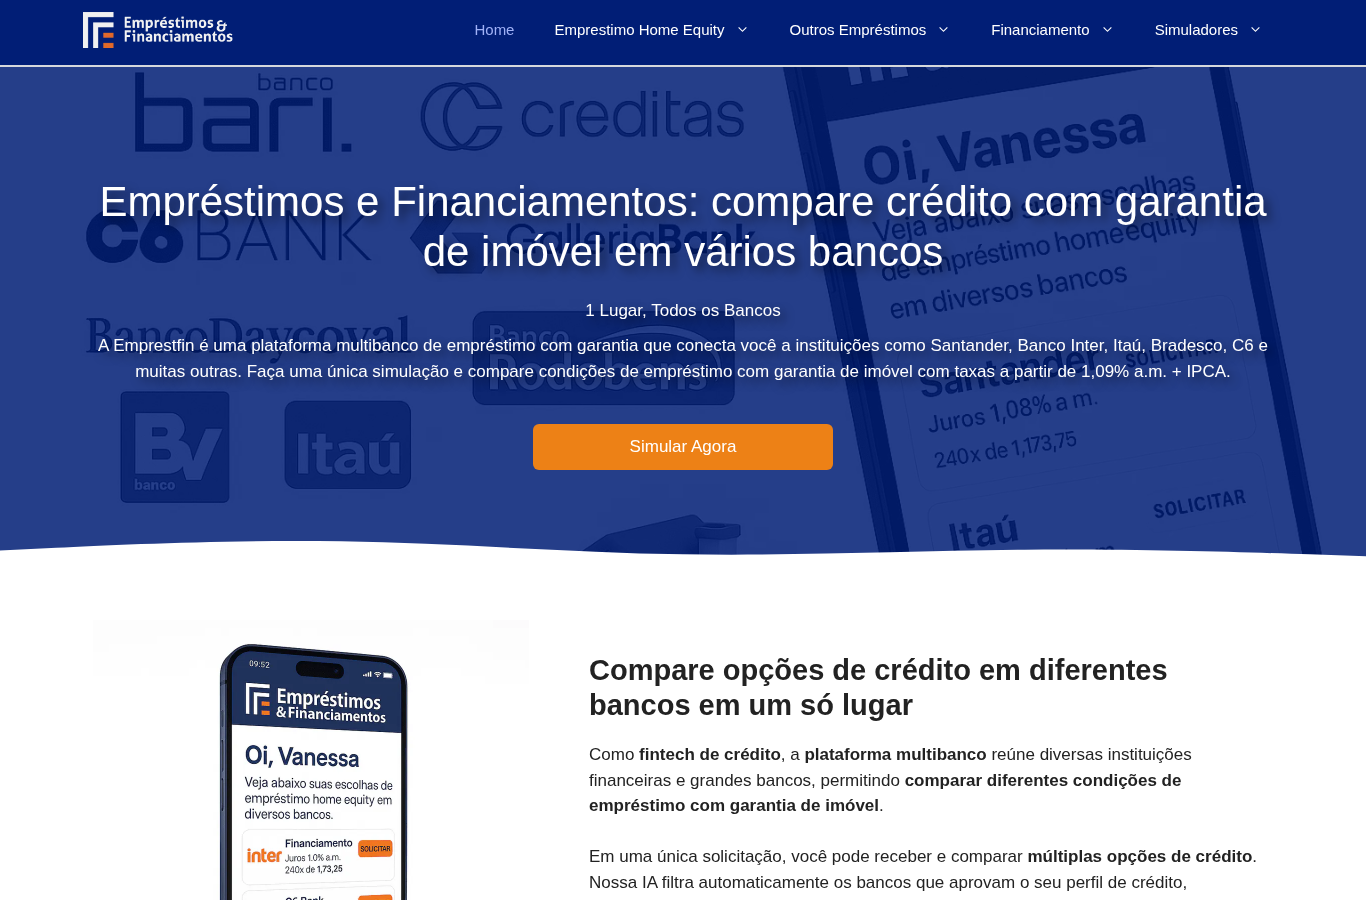 Empréstimos &
Financiamentos
Home
Emprestimo Home Equity
Outros Empréstimos
Financiamento
Simuladores
banco
bari.
creditas
Oi, Vanessa
Veja abaixo suas escolhas
de empréstimo home equity
em diversos bancos
Empréstimos e Financiamentos: compare crédito com garantia
de imóvel em vários bancos
C6 BANK
GalleriaBank
1 Lugar, Todos os Bancos
BancoDaycoval
Banco
Rodobens
A Emprestfin é uma plataforma multibanco de empréstimo com garantia que conecta você a instituições como Santander, Banco Inter, Itaú, Bradesco, C6 e
muitas outras. Faça uma única simulação e compare condições de empréstimo com garantia de imóvel com taxas a partir de 1,09% a.m. + IPCA.
Santander
SOLICITAR
Juros 1,08% a m.
240x de 1,173,75
BV
banco
Itaú
Simular Agora
Itaú
SOLICITAR
09:52
Empréstimos
& Financiamentos
Oi, Vanessa
Veja abaixo suas escolhas de
empréstimo home equity em
diversos bancos.
inter
Financiamento
Juros 1.0% a.m.
240x de 1,73,25
SOLICITAR
Compare opções de crédito em diferentes
bancos em um só lugar
Como fintech de crédito, a plataforma multibanco reúne diversas instituições
financeiras e grandes bancos, permitindo comparar diferentes condições de
empréstimo com garantia de imóvel.
Em uma única solicitação, você pode receber e comparar múltiplas opções de crédito.
Nossa IA filtra automaticamente os bancos que aprovam o seu perfil de crédito,